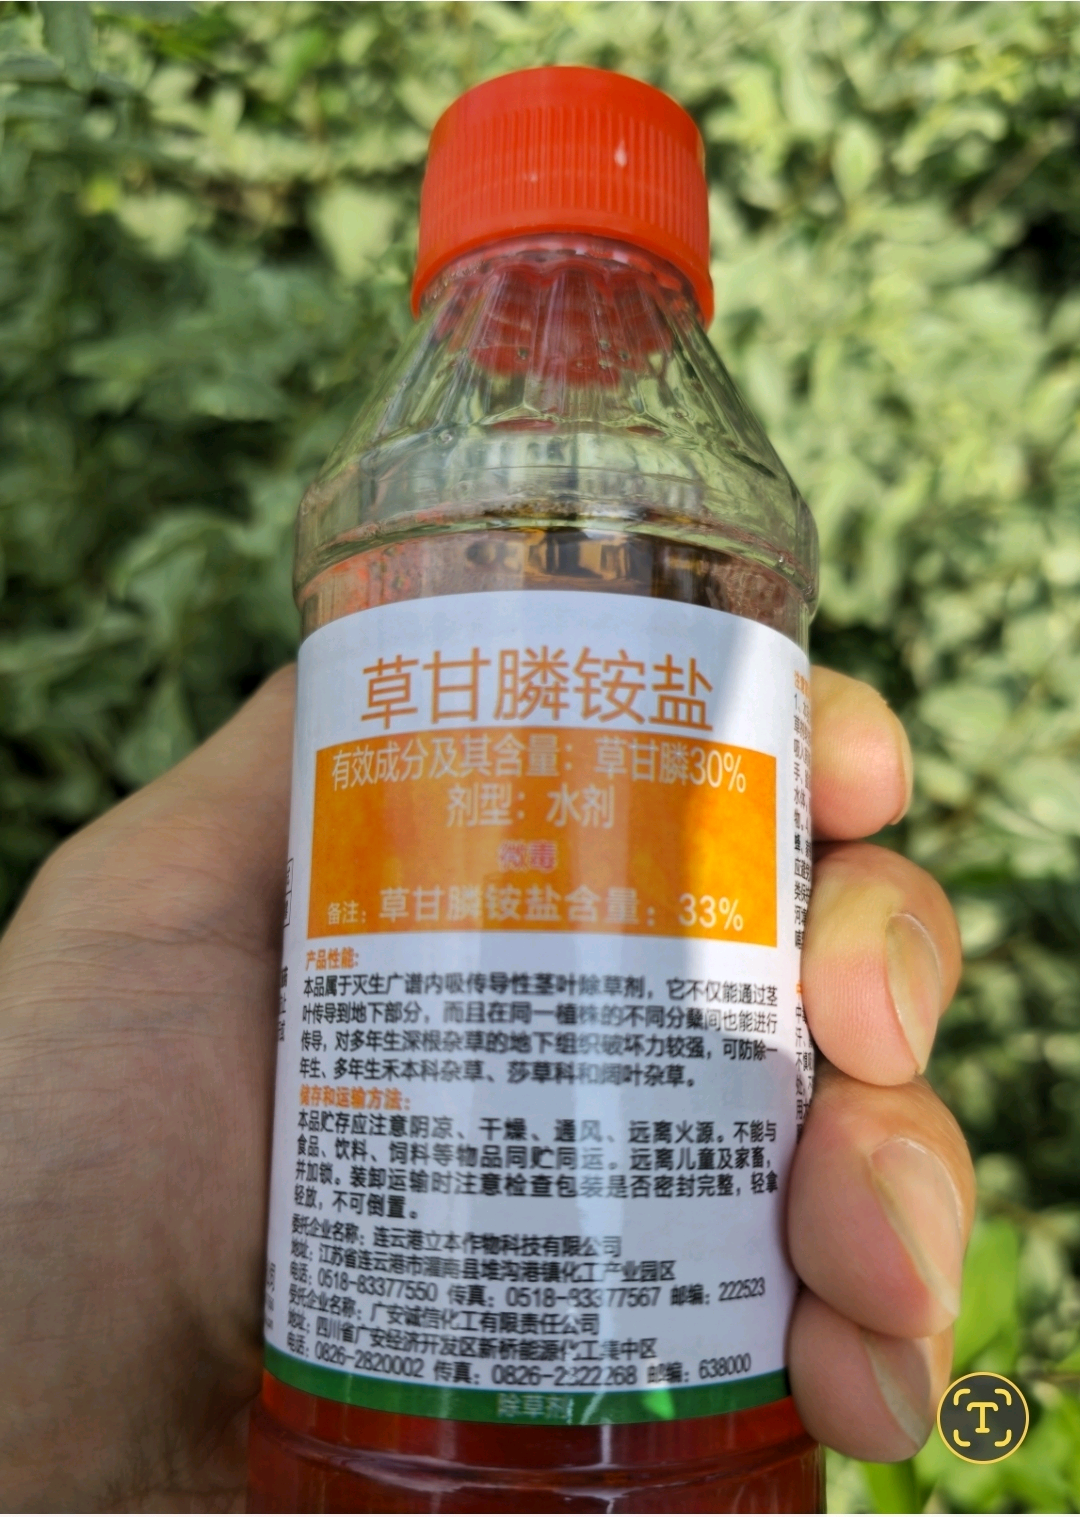 草甘膦铵盐
有效成分及其含量：草甘膦30%
剂型：水剂
微毒
备注：草甘膦铵盐含量：33%
产品性能：
本品属于灭生广谱内吸传导性茎叶除草剂，它不仅能通过茎
叶传导到地下部分，而且在同一植株的不同分蘖间也能进行
传导，对多年生深根杂草的地下组织破坏力较强，可防除一
年生、多年生禾本科杂草、莎草科和阔叶杂草。
储存和运输方法：
本品贮存应注意阴凉、干燥、通风、远离火源。不能与
食品、饮料、饲料等物品同贮同运。远离儿童及家畜，
并加锁。装卸运输时注意检查包装是否密封完整，轻拿
轻放，不可倒置。
委托企业名称：连云港立本作物科技有限公司
地址：江苏省连云港市灌南县堆沟港镇化工产业园区
电话：0518-83377550 传真：0518-83377567 邮编：222523
受托企业名称：广安诚信化工有限责任公司
地址：四川省广安经济开发区新桥能源化工集中区
电话：0826-2820002 传真：0826-2322268 邮编：638000
除草剂